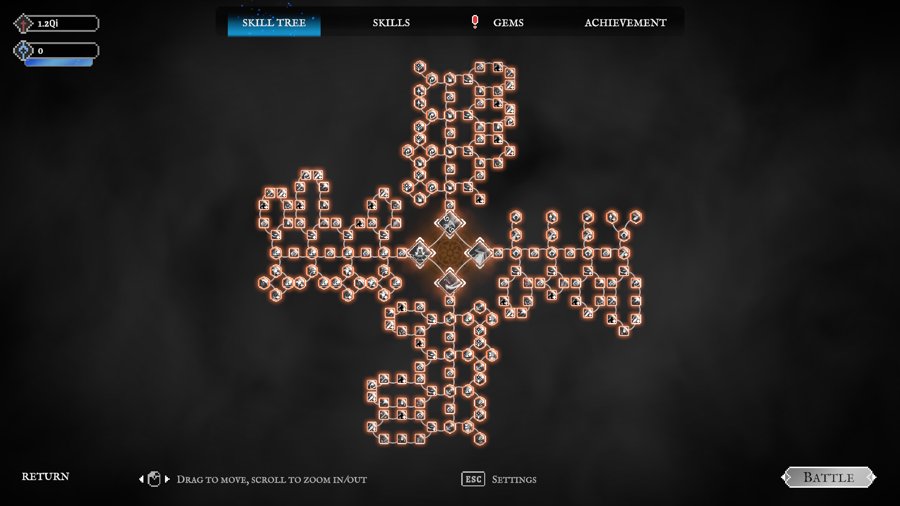 1.2Qi
0
SKILL TREE
SKILLS
GEMS
ACHIEVEMENT
RETURN
DRAG TO MOVE, SCROLL TO ZOOM IN/OUT
ESC SETTINGS
BATTLE